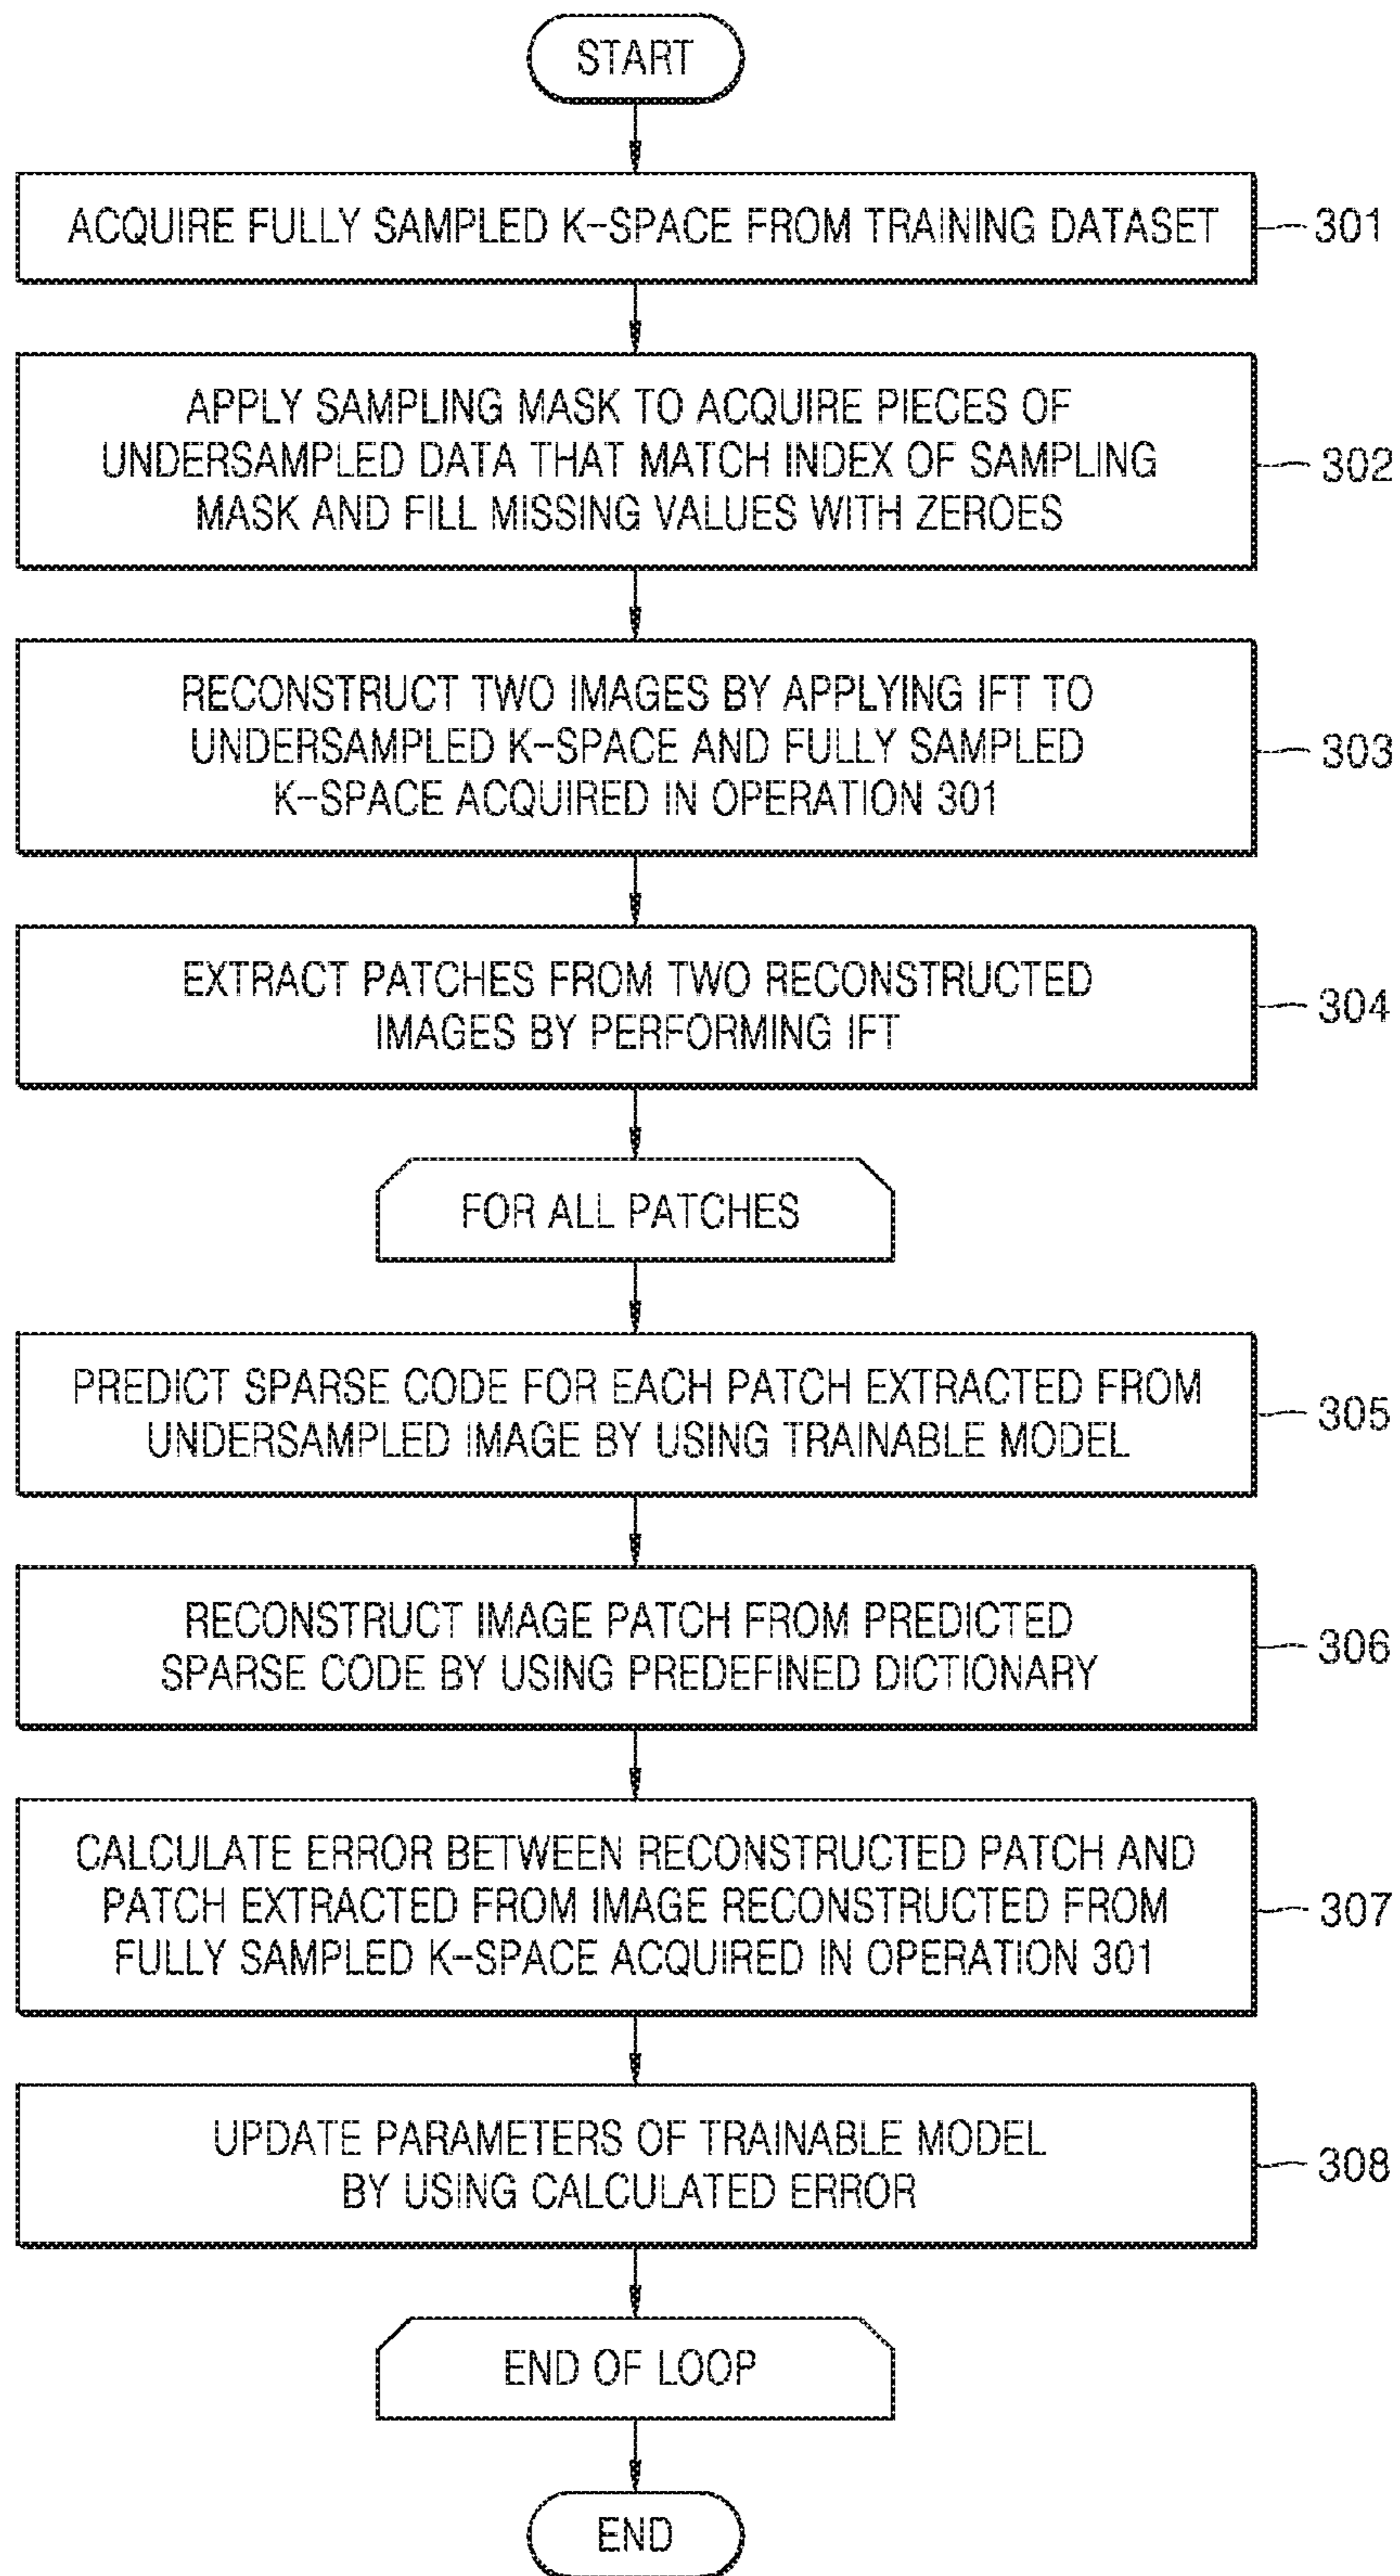 START
ACQUIRE FULLY SAMPLED K-SPACE FROM TRAINING DATASET
301
APPLY SAMPLING MASK TO ACQUIRE PIECES OF
UNDERSAMPLED DATA THAT MATCH INDEX OF SAMPLING
MASK AND FILL MISSING VALUES WITH ZEROES
302
RECONSTRUCT TWO IMAGES BY APPLYING IFT TO
UNDERSAMPLED K-SPACE AND FULLY SAMPLED
K-SPACE ACQUIRED IN OPERATION 301
303
EXTRACT PATCHES FROM TWO RECONSTRUCTED
IMAGES BY PERFORMING IFT
304
FOR ALL PATCHES
PREDICT SPARSE CODE FOR EACH PATCH EXTRACTED FROM
UNDERSAMPLED IMAGE BY USING TRAINABLE MODEL
305
RECONSTRUCT IMAGE PATCH FROM PREDICTED
SPARSE CODE BY USING PREDEFINED DICTIONARY
306
CALCULATE ERROR BETWEEN RECONSTRUCTED PATCH AND
PATCH EXTRACTED FROM IMAGE RECONSTRUCTED FROM
FULLY SAMPLED K-SPACE ACQUIRED IN OPERATION 301
307
UPDATE PARAMETERS OF TRAINABLE MODEL
BY USING CALCULATED ERROR
308
END OF LOOP
END